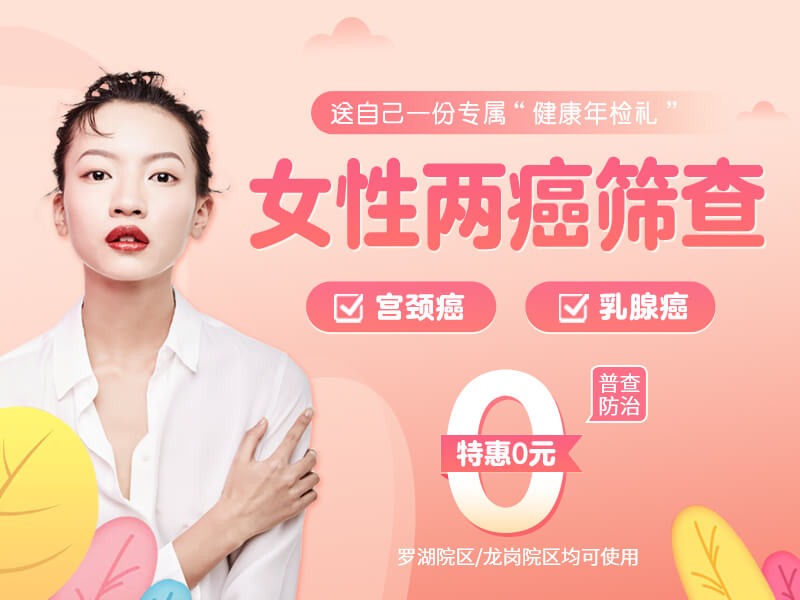 送自己一份专属“健康年检礼”
女性两癌筛查
宫颈癌
乳腺癌
0
普查
防治
特惠0元
罗湖院区/龙岗院区均可使用